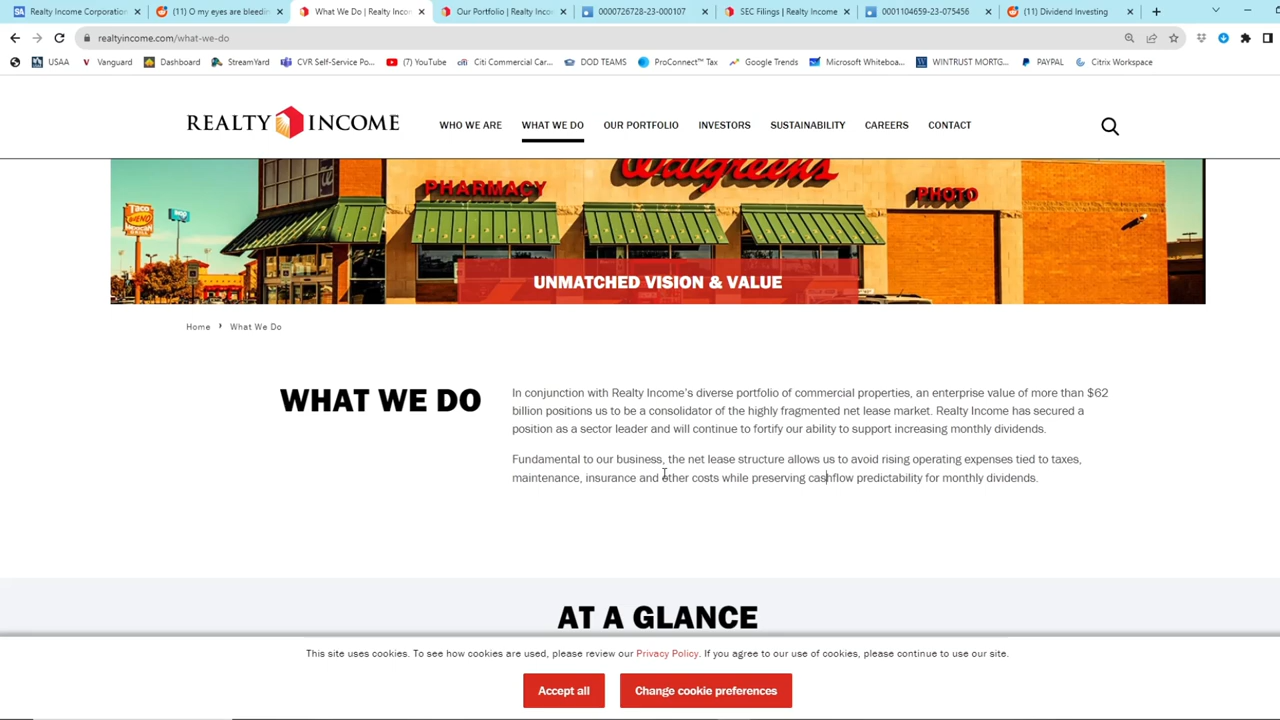 Realty Income Corporation
(11) O my eyes are bleedin
What We Do | Realty Incom
Our Portfolio | Realty Incom
0000726728-23-000107
SEC Filings | Realty Income
0001104659-23-075456
(11) Dividend Investing
realtyincome.com/what-we-do
USAA
Vanguard
Dashboard
StreamYard
CVR Self-Service Po...
(7) YouTube
Citi Commercial Car...
DOD TEAMS
ProConnect™ Tax
Google Trends
Microsoft Whiteboa...
WINTRUST MORTG...
PAYPAL
Citrix Workspace
REALTY INCOME
WHO WE ARE
WHAT WE DO
OUR PORTFOLIO
INVESTORS
SUSTAINABILITY
CAREERS
CONTACT
Walgreens
PHARMACY
PHOTO
UNMATCHED VISION & VALUE
Home › What We Do
WHAT WE DO
In conjunction with Realty Income's diverse portfolio of commercial properties, an enterprise value of more than $62
billion positions us to be a consolidator of the highly fragmented net lease market. Realty Income has secured a
position as a sector leader and will continue to fortify our ability to support increasing monthly dividends.
Fundamental to our business, the net lease structure allows us to avoid rising operating expenses tied to taxes,
maintenance, insurance and other costs while preserving cashflow predictability for monthly dividends.
AT A GLANCE
This site uses cookies. To see how cookies are used, please review our Privacy Policy. If you agree to our use of cookies, please continue to use our site.
Accept all
Change cookie preferences